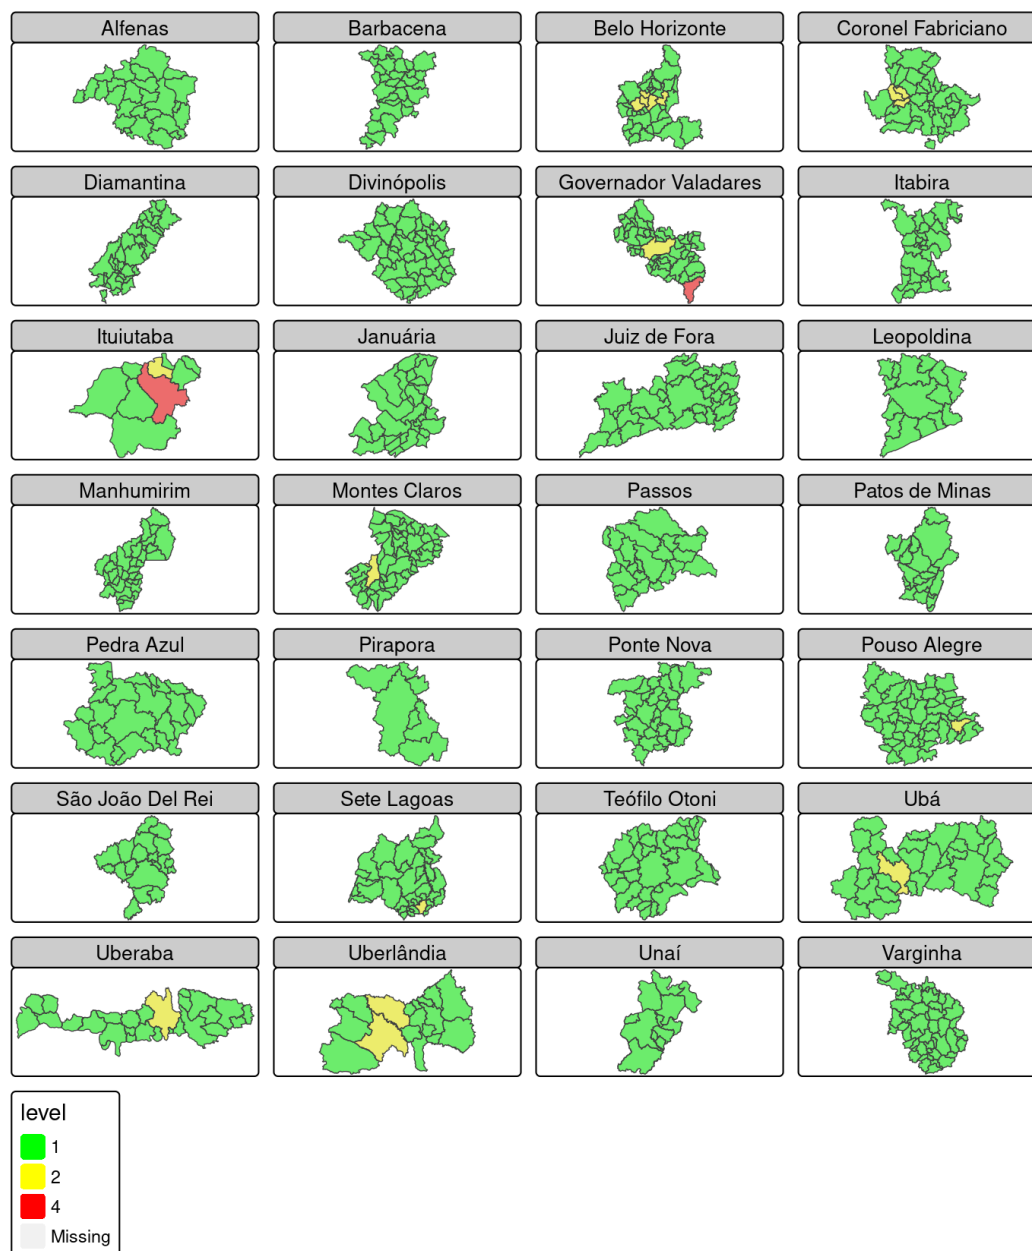 Alfenas
Barbacena
Belo Horizonte
Coronel Fabriciano
Diamantina
Divinópolis
Governador Valadares
Itabira
Ituiutaba
Januária
Juiz de Fora
Leopoldina
Manhumirim
Montes Claros
Passos
Patos de Minas
Pedra Azul
Pirapora
Ponte Nova
Pouso Alegre
São João Del Rei
Sete Lagoas
Teófilo Otoni
Ubá
Uberaba
Uberlândia
Unaí
Varginha
level
1
2
4
Missing